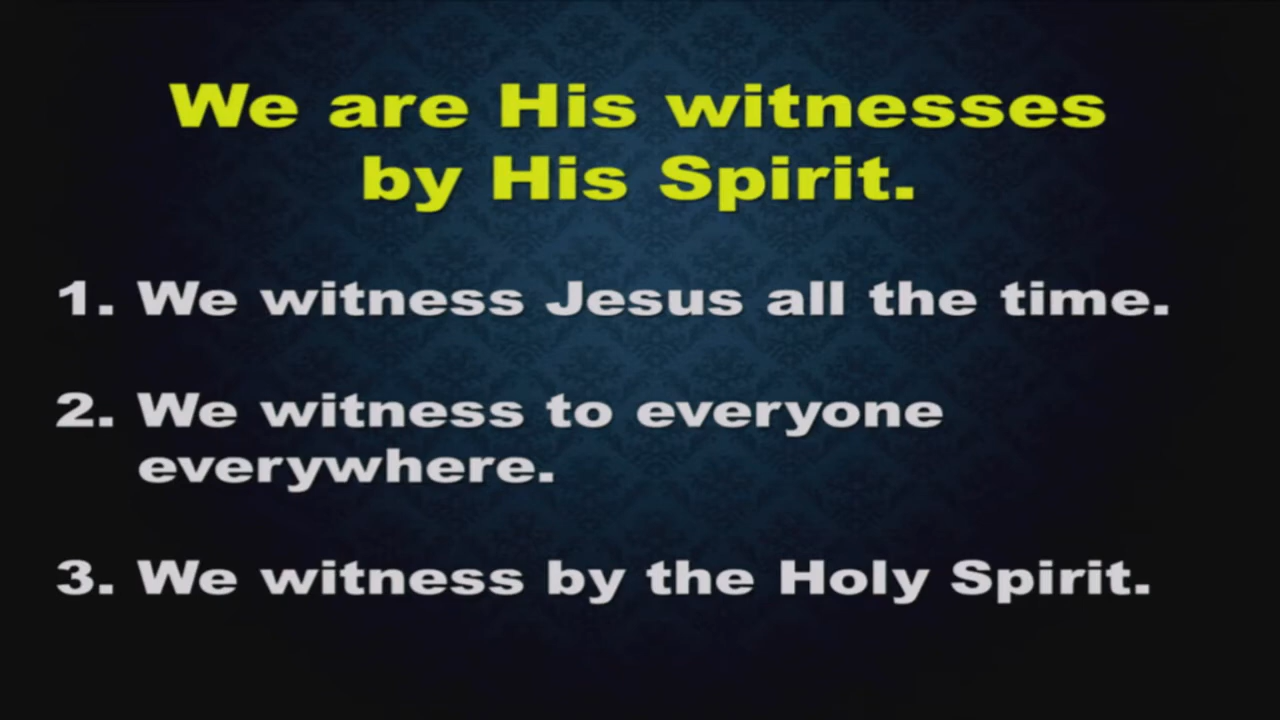 We are His witnesses
by His Spirit.
1. We witness Jesus all the time.
2. We witness to everyone
everywhere.
3. We witness by the Holy Spirit.